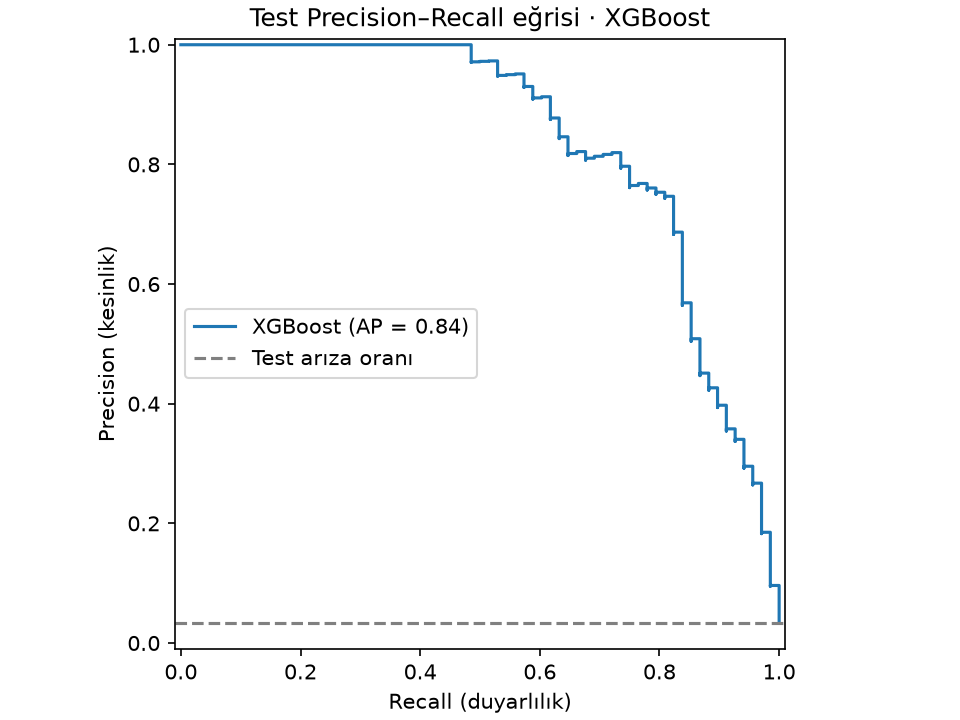 Test Precision–Recall eğrisi · XGBoost
1.0
0.8
0.6
0.4
0.2
0.0
Precision (kesinlik)
XGBoost (AP = 0.84)
Test arıza oranı
0.0 0.2 0.4 0.6 0.8 1.0
Recall (duyarlılık)